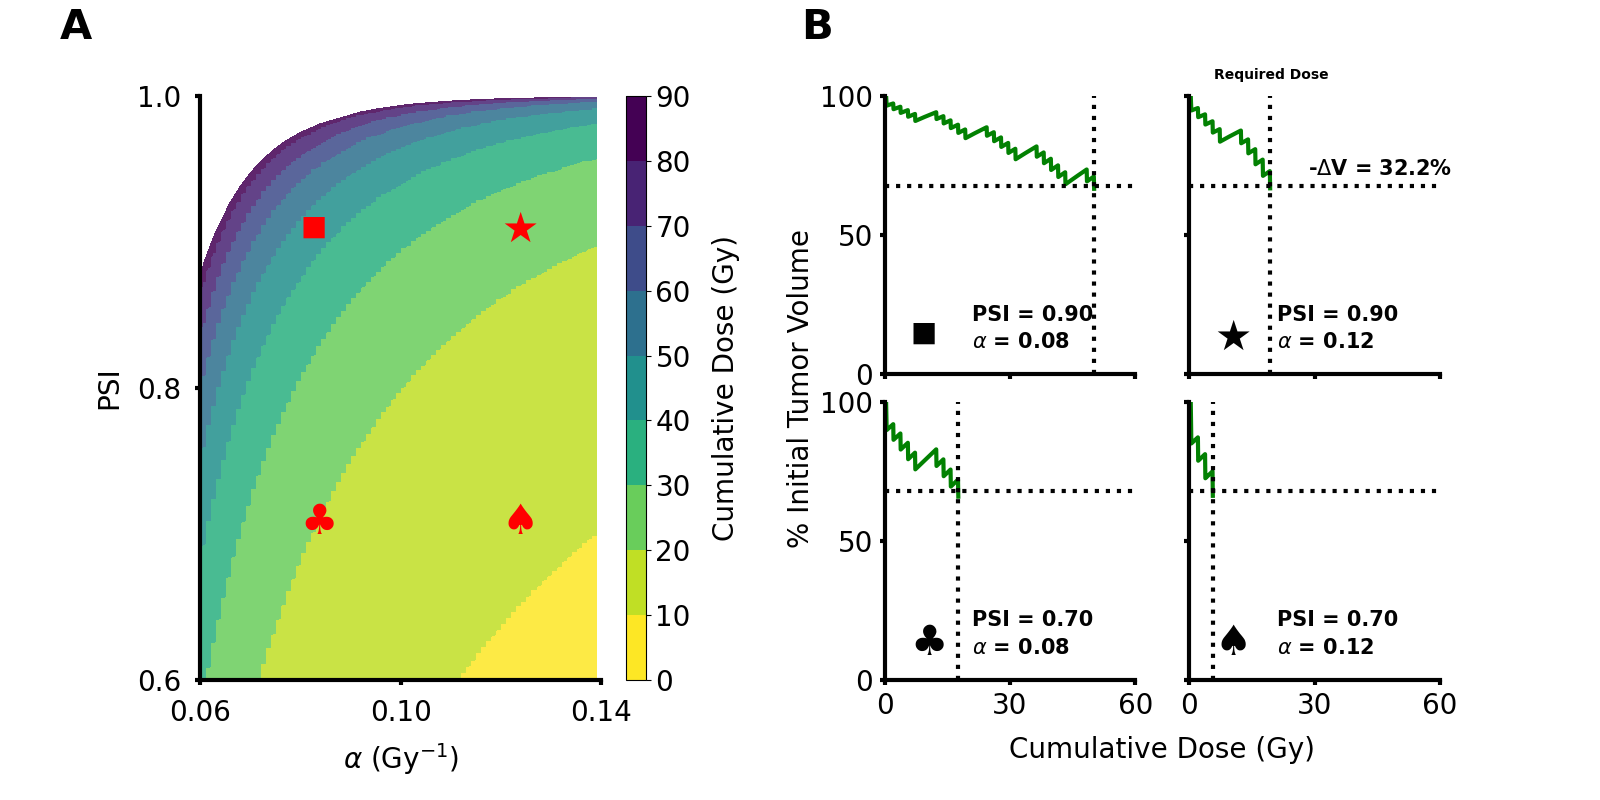 A
B
Required Dose
1.0
0.8
0.6
PSI
0.06
0.10
0.14
α (Gy⁻¹)
90
80
70
60
50
40
30
20
10
0
Cumulative Dose (Gy)
% Initial Tumor Volume
100
50
0
PSI = 0.90
α = 0.08
-ΔV = 32.2%
PSI = 0.90
α = 0.12
100
50
0
PSI = 0.70
α = 0.08
PSI = 0.70
α = 0.12
0
30
60
0
30
60
Cumulative Dose (Gy)